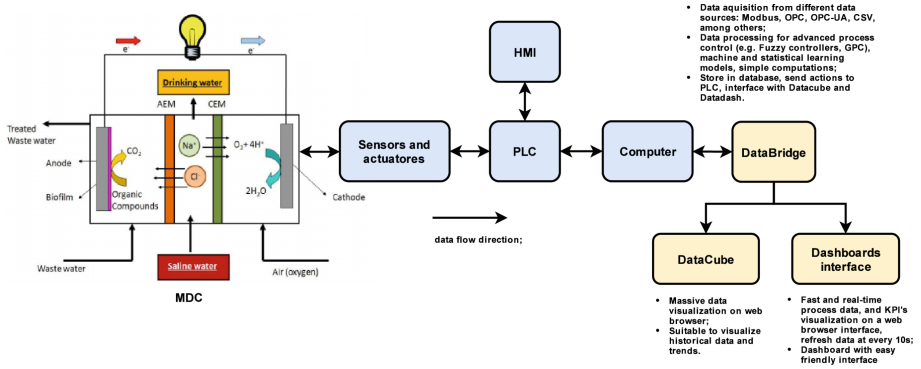 • Data aquisition from different data
sources: Modbus, OPC, OPC-UA, CSV,
among others;
• Data processing for advanced process
control (e.g. Fuzzy controllers, GPC),
machine and statistical learning
models, simple computations;
• Store in database, send actions to
PLC, interface with Datacube and
Datadash.
e⁻
e⁻
Drinking water
AEM
CEM
Treated
Waste water
Anode
Biofilm
CO₂
Organic
Compounds
Na⁺
Cl⁻
O₂+ 4H⁺
2H₂O
Cathode
Waste water
Saline water
Air (oxygen)
MDC
Sensors and
actuatores
HMI
PLC
Computer
DataBridge
data flow direction;
DataCube
Dashboards
interface
• Massive data
visualization on web
browser;
• Suitable to visualize
historical data and
trends.
• Fast and real-time
process data, and KPI's
visualization on a web
browser interface,
refresh data at every 10s;
• Dashboard with easy
friendly interface